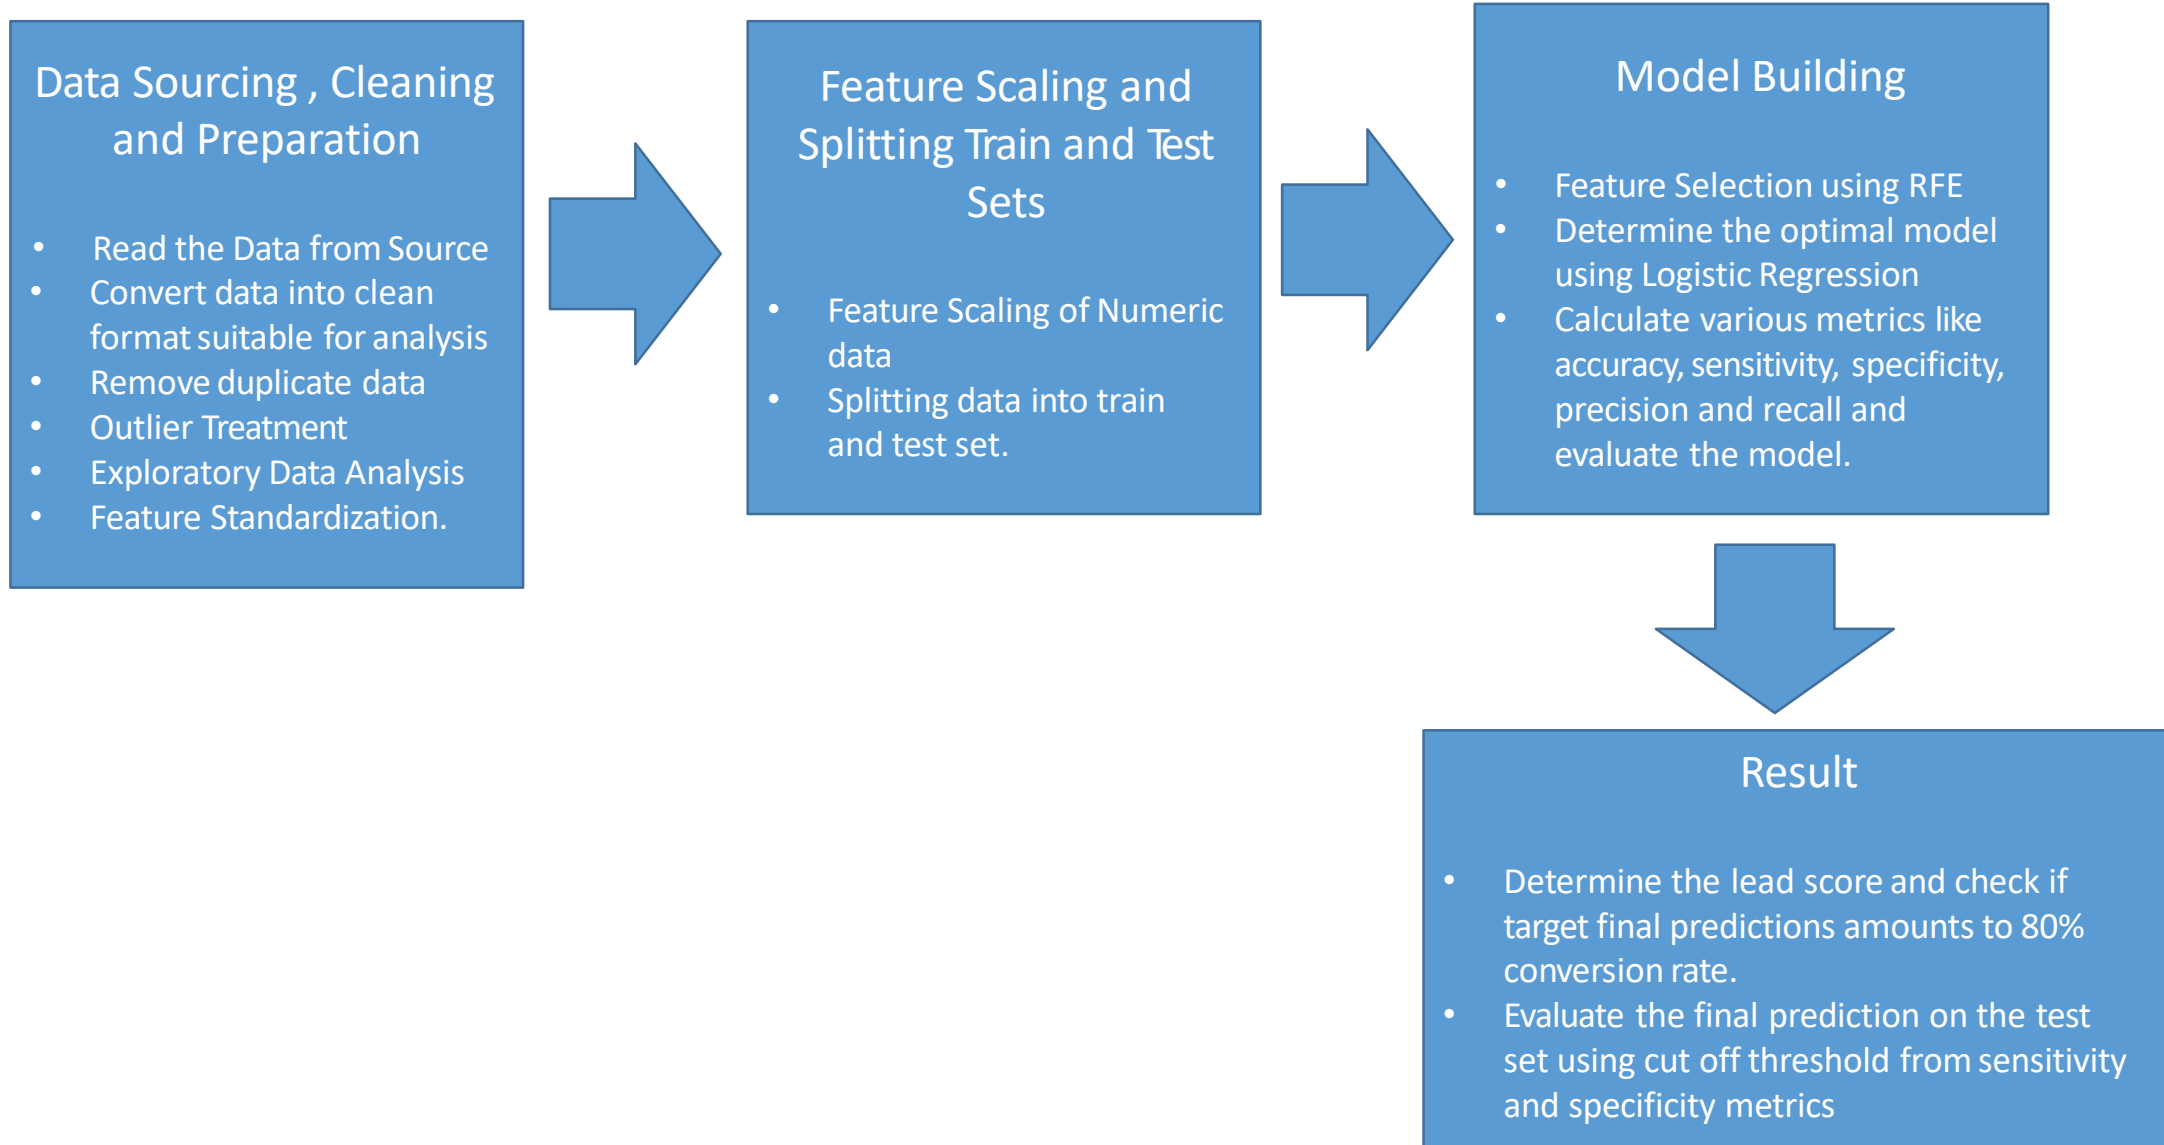 Data Sourcing , Cleaning
and Preparation
• Read the Data from Source
• Convert data into clean
format suitable for analysis
• Remove duplicate data
• Outlier Treatment
• Exploratory Data Analysis
• Feature Standardization.
Feature Scaling and
Splitting Train and Test
Sets
• Feature Scaling of Numeric
data
• Splitting data into train
and test set.
Model Building
• Feature Selection using RFE
• Determine the optimal model
using Logistic Regression
• Calculate various metrics like
accuracy, sensitivity, specificity,
precision and recall and
evaluate the model.
Result
• Determine the lead score and check if
target final predictions amounts to 80%
conversion rate.
• Evaluate the final prediction on the test
set using cut off threshold from sensitivity
and specificity metrics